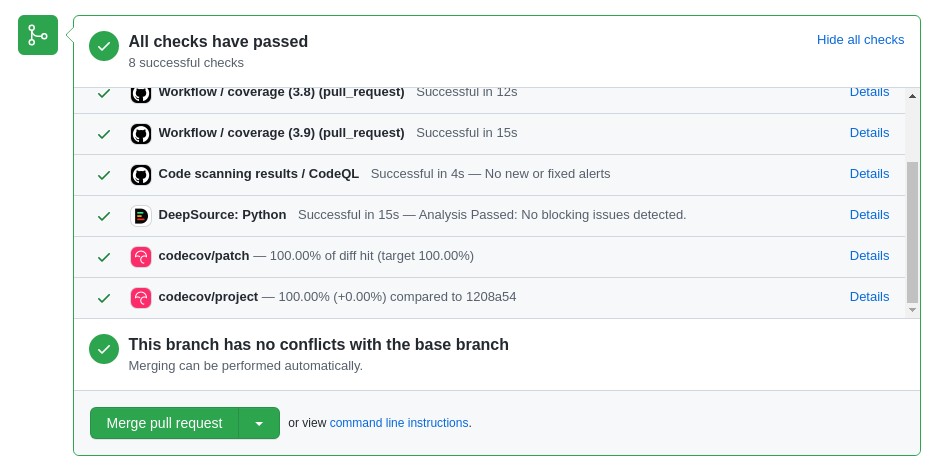 All checks have passed
8 successful checks
Hide all checks
Workflow / coverage (3.8) (pull_request) Successful in 12s Details
Workflow / coverage (3.9) (pull_request) Successful in 15s Details
Code scanning results / CodeQL Successful in 4s — No new or fixed alerts Details
DeepSource: Python Successful in 15s — Analysis Passed: No blocking issues detected. Details
codecov/patch — 100.00% of diff hit (target 100.00%) Details
codecov/project — 100.00% (+0.00%) compared to 1208a54 Details
This branch has no conflicts with the base branch
Merging can be performed automatically.
Merge pull request or view command line instructions.